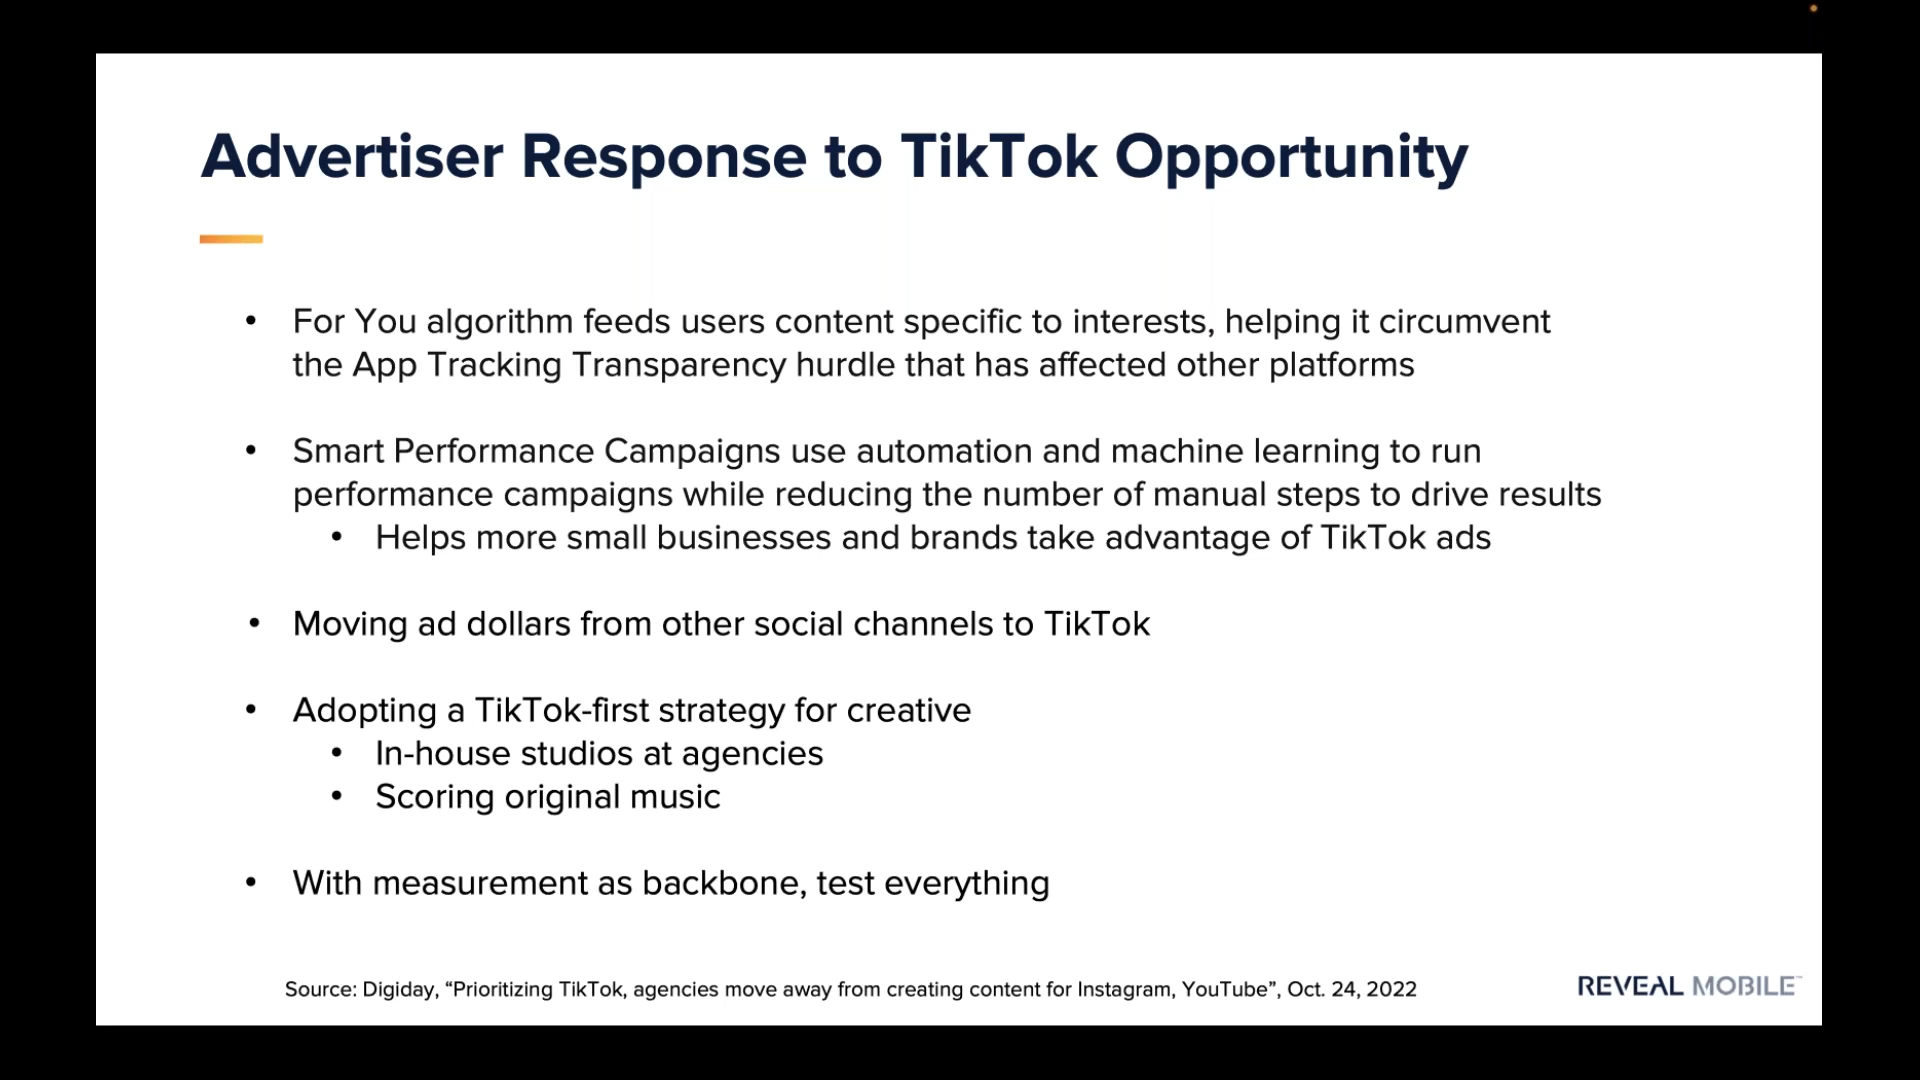 Advertiser Response to TikTok Opportunity
• For You algorithm feeds users content specific to interests, helping it circumvent
the App Tracking Transparency hurdle that has affected other platforms
• Smart Performance Campaigns use automation and machine learning to run
performance campaigns while reducing the number of manual steps to drive results
• Helps more small businesses and brands take advantage of TikTok ads
• Moving ad dollars from other social channels to TikTok
• Adopting a TikTok-first strategy for creative
• In-house studios at agencies
• Scoring original music
• With measurement as backbone, test everything
Source: Digiday, “Prioritizing TikTok, agencies move away from creating content for Instagram, YouTube”, Oct. 24, 2022
REVEAL MOBILE™